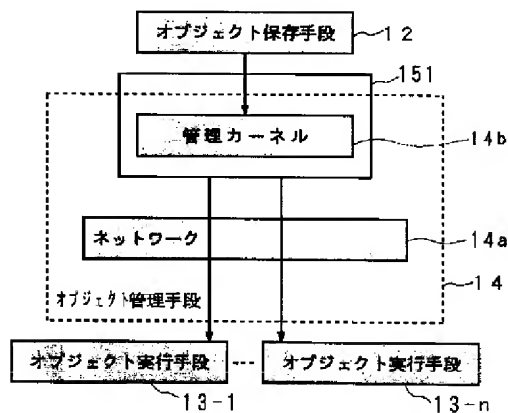 オブジェクト保存手段
12
151
管理カーネル
14b
ネットワーク
14a
オブジェクト管理手段
14
オブジェクト実行手段 … オブジェクト実行手段
13-1
13-n